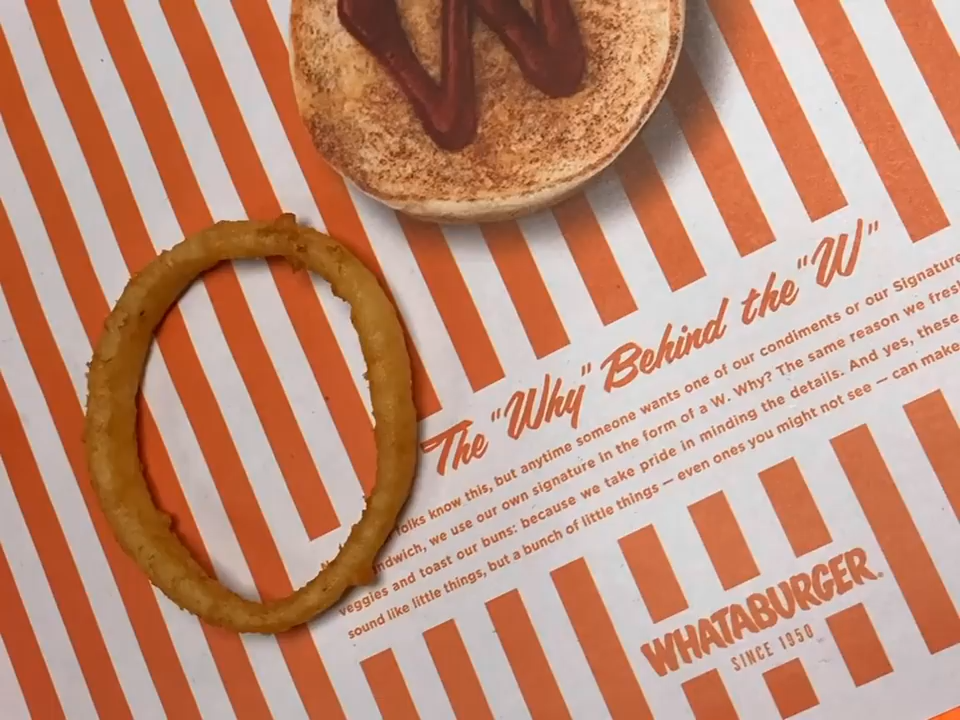 W
The "Why" Behind the "W"
folks know this, but anytime someone wants one of our condiments or our Signature
ndwich, we use our own signature in the form of a W. Why? The same reason we fresh
veggies and toast our buns: because we take pride in minding the details. And yes, these
sound like little things, but a bunch of little things — even ones you might not see — can make
WHATABURGER.
SINCE 1950